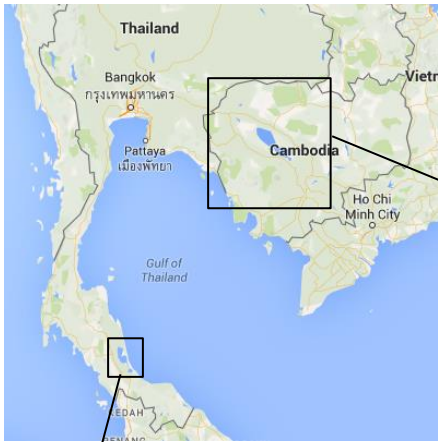 Thailand
Bangkok
กรุงเทพมหานคร
Vietn
Pattaya
เมืองพัทยา
Cambodia
Ho Chi
Minh City
Gulf of
Thailand
KEDAH
PENANG